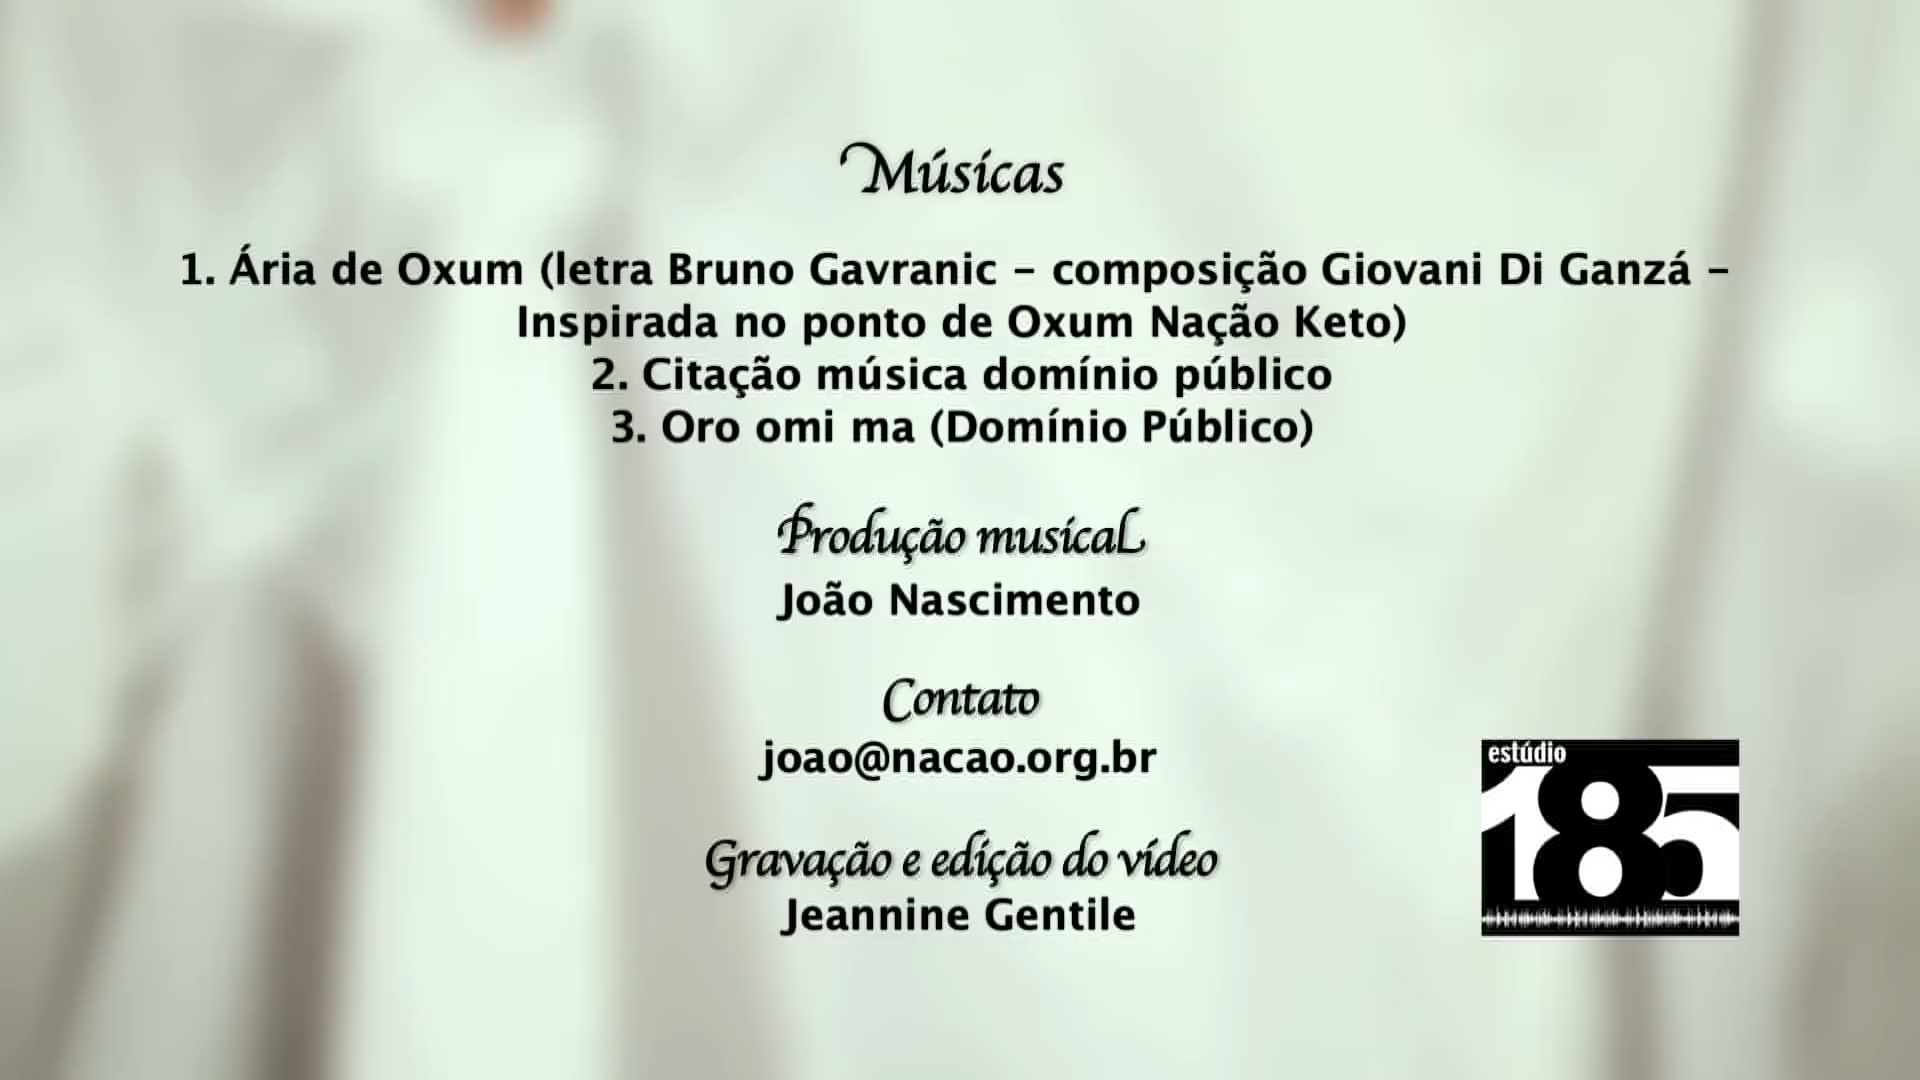 Músicas
1. Ária de Oxum (letra Bruno Gavranic – composição Giovani Di Ganzá –
Inspirada no ponto de Oxum Nação Keto)
2. Citação música domínio público
3. Oro omi ma (Domínio Público)
Produção musical
João Nascimento
Contato
joao@nacao.org.br
Gravação e edição do vídeo
Jeannine Gentile
estúdio
185